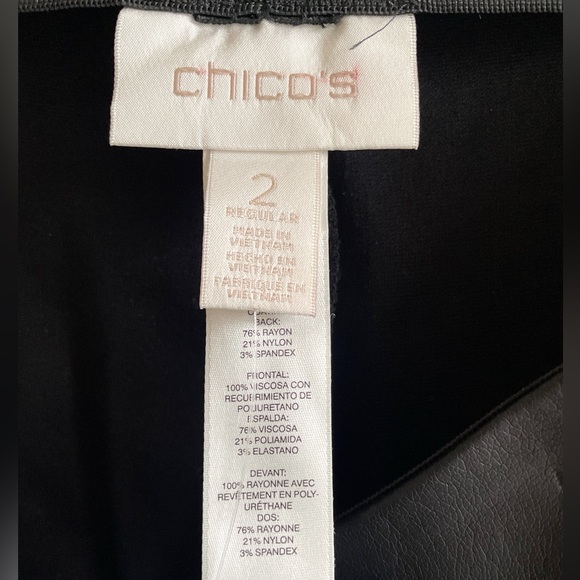 chico's
2
REGULAR
MADE IN
VIETNAM
HECHO EN
VIETNAM
FABRIQUÉ EN
VIETNAM
BACK:
76% RAYON
21% NYLON
3% SPANDEX
FRONTAL:
100% VISCOSA CON
RECUBRIMIENTO DE
POLIURETANO
ESPALDA:
76% VISCOSA
21% POLIAMIDA
3% ELASTANO
DEVANT:
100% RAYONNE AVEC
REVÊTEMENT EN POLY-
URÉTHANE
DOS:
76% RAYONNE
21% NYLON
3% SPANDEX